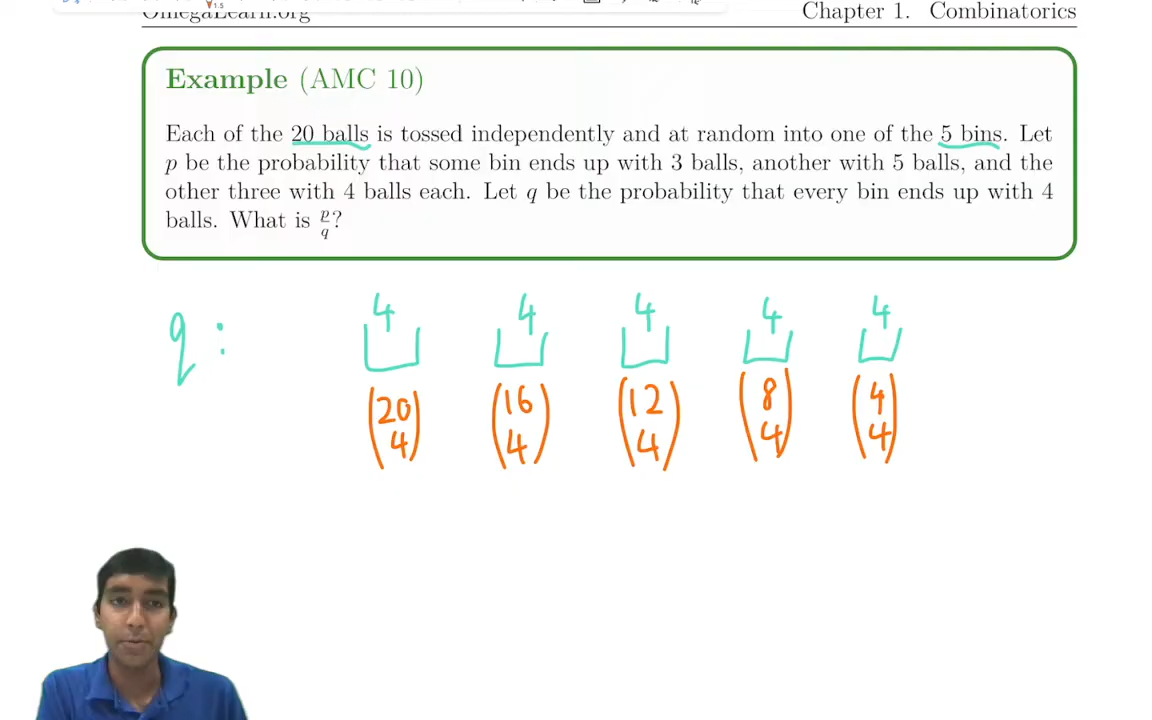 OmegaLearn.org Chapter 1. Combinatorics
Example (AMC 10)
Each of the 20 balls is tossed independently and at random into one of the 5 bins. Let
p be the probability that some bin ends up with 3 balls, another with 5 balls, and the
other three with 4 balls each. Let q be the probability that every bin ends up with 4
balls. What is p/q?
4 4 4 4 4
q :
(20 4) (16 4) (12 4) (8 4) (4 4)